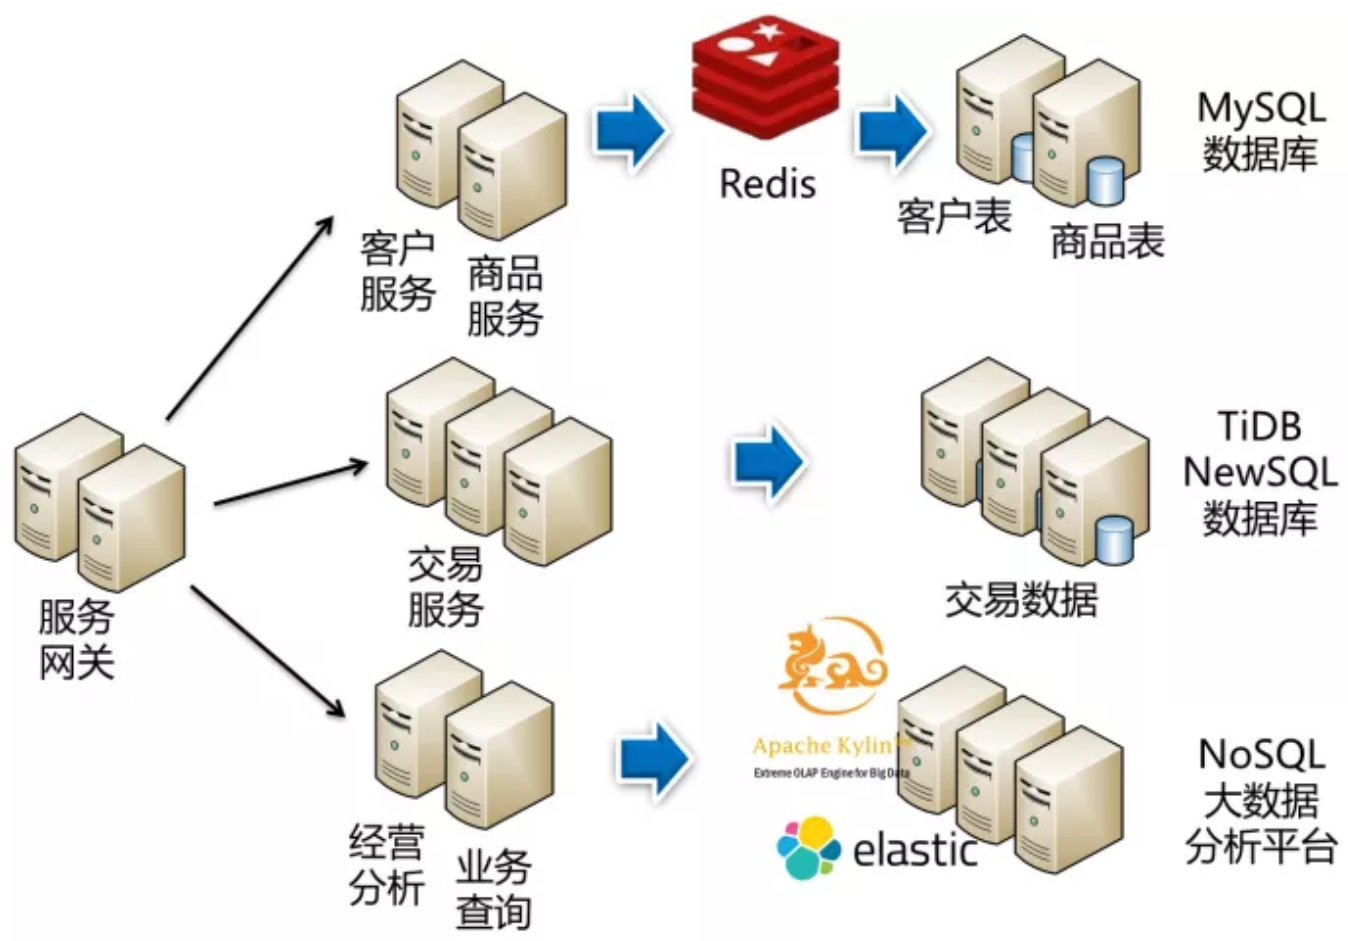 Redis
MySQL
数据库
客户
服务
商品
服务
客户表
商品表
服务
网关
交易
服务
TiDB
NewSQL
数据库
交易数据
经营
分析
业务
查询
Apache Kylin™
Extreme OLAP Engine for Big Data
elastic
NoSQL
大数据
分析平台